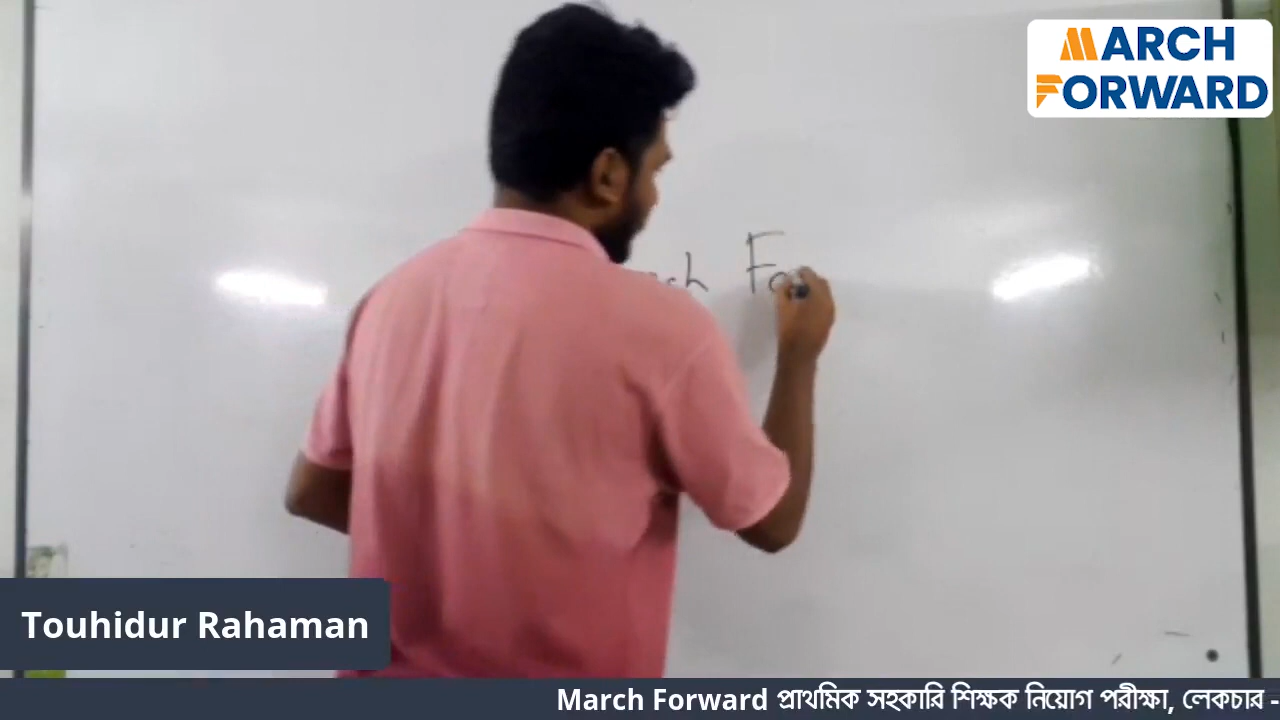 MARCH
FORWARD
ch Fo
Touhidur Rahaman
March Forward প্রাথমিক সহকারি শিক্ষক নিয়োগ পরীক্ষা, লেকচার -